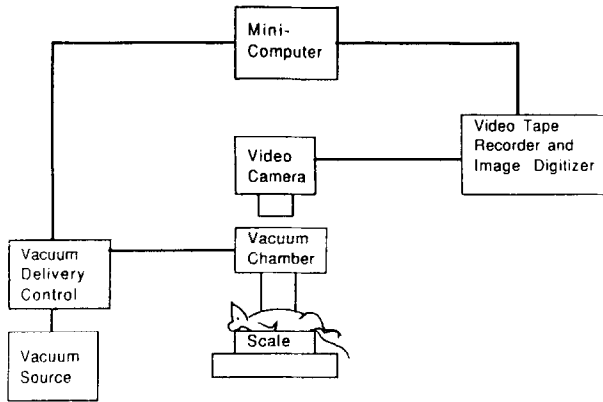 Mini-
Computer
Video Tape
Recorder and
Image Digitizer
Video
Camera
Vacuum
Chamber
Vacuum
Delivery
Control
Scale
Vacuum
Source